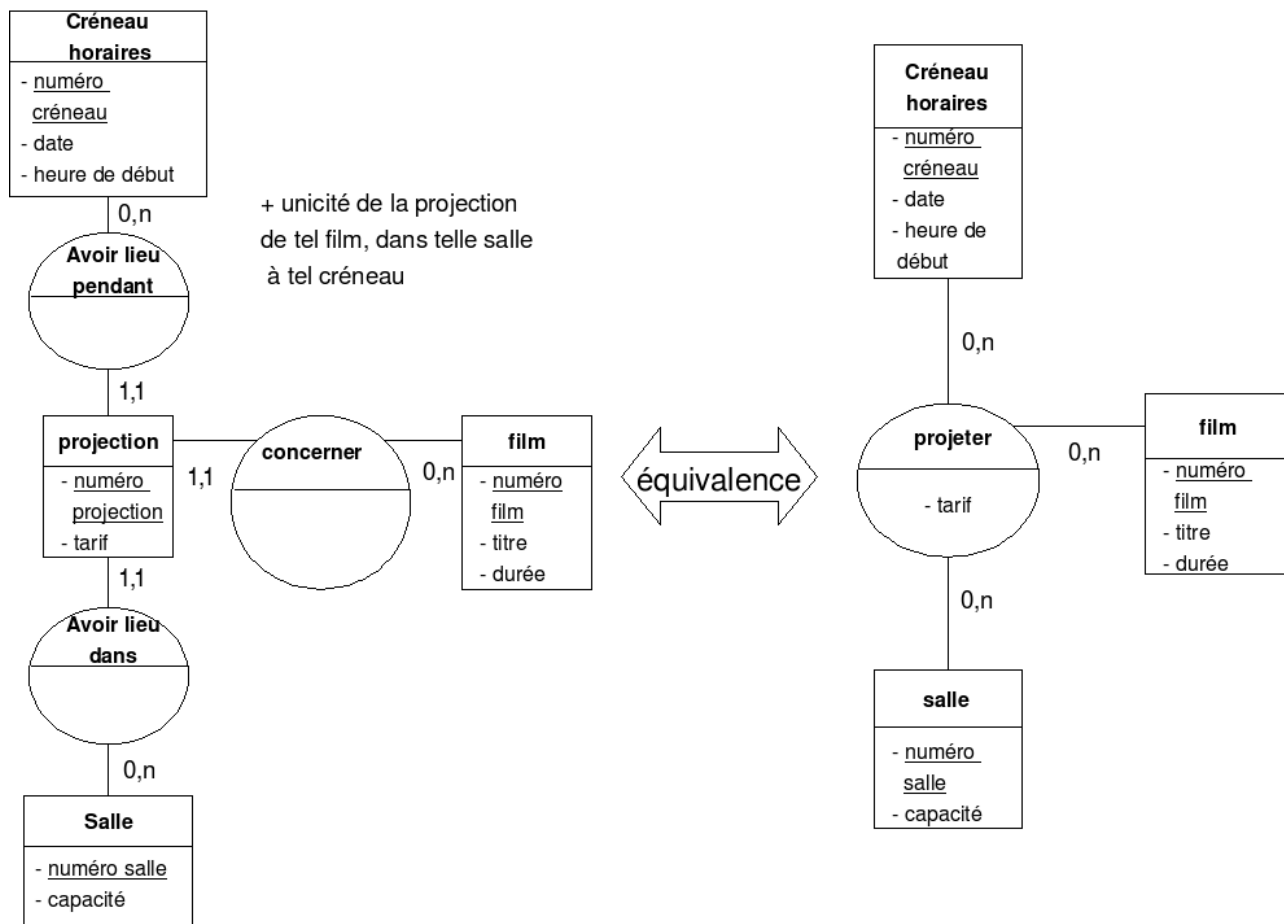 Créneau
horaires
- numéro
créneau
- date
- heure de début
0,n
Avoir lieu
pendant
1,1
+ unicité de la projection
de tel film, dans telle salle
à tel créneau
projection
- numéro
projection
- tarif
1,1
concerner
0,n
film
- numéro
film
- titre
- durée
1,1
Avoir lieu
dans
0,n
Salle
- numéro salle
- capacité
équivalence
Créneau
horaires
- numéro
créneau
- date
- heure de
début
0,n
projeter
- tarif
0,n
film
- numéro
film
- titre
- durée
0,n
salle
- numéro
salle
- capacité